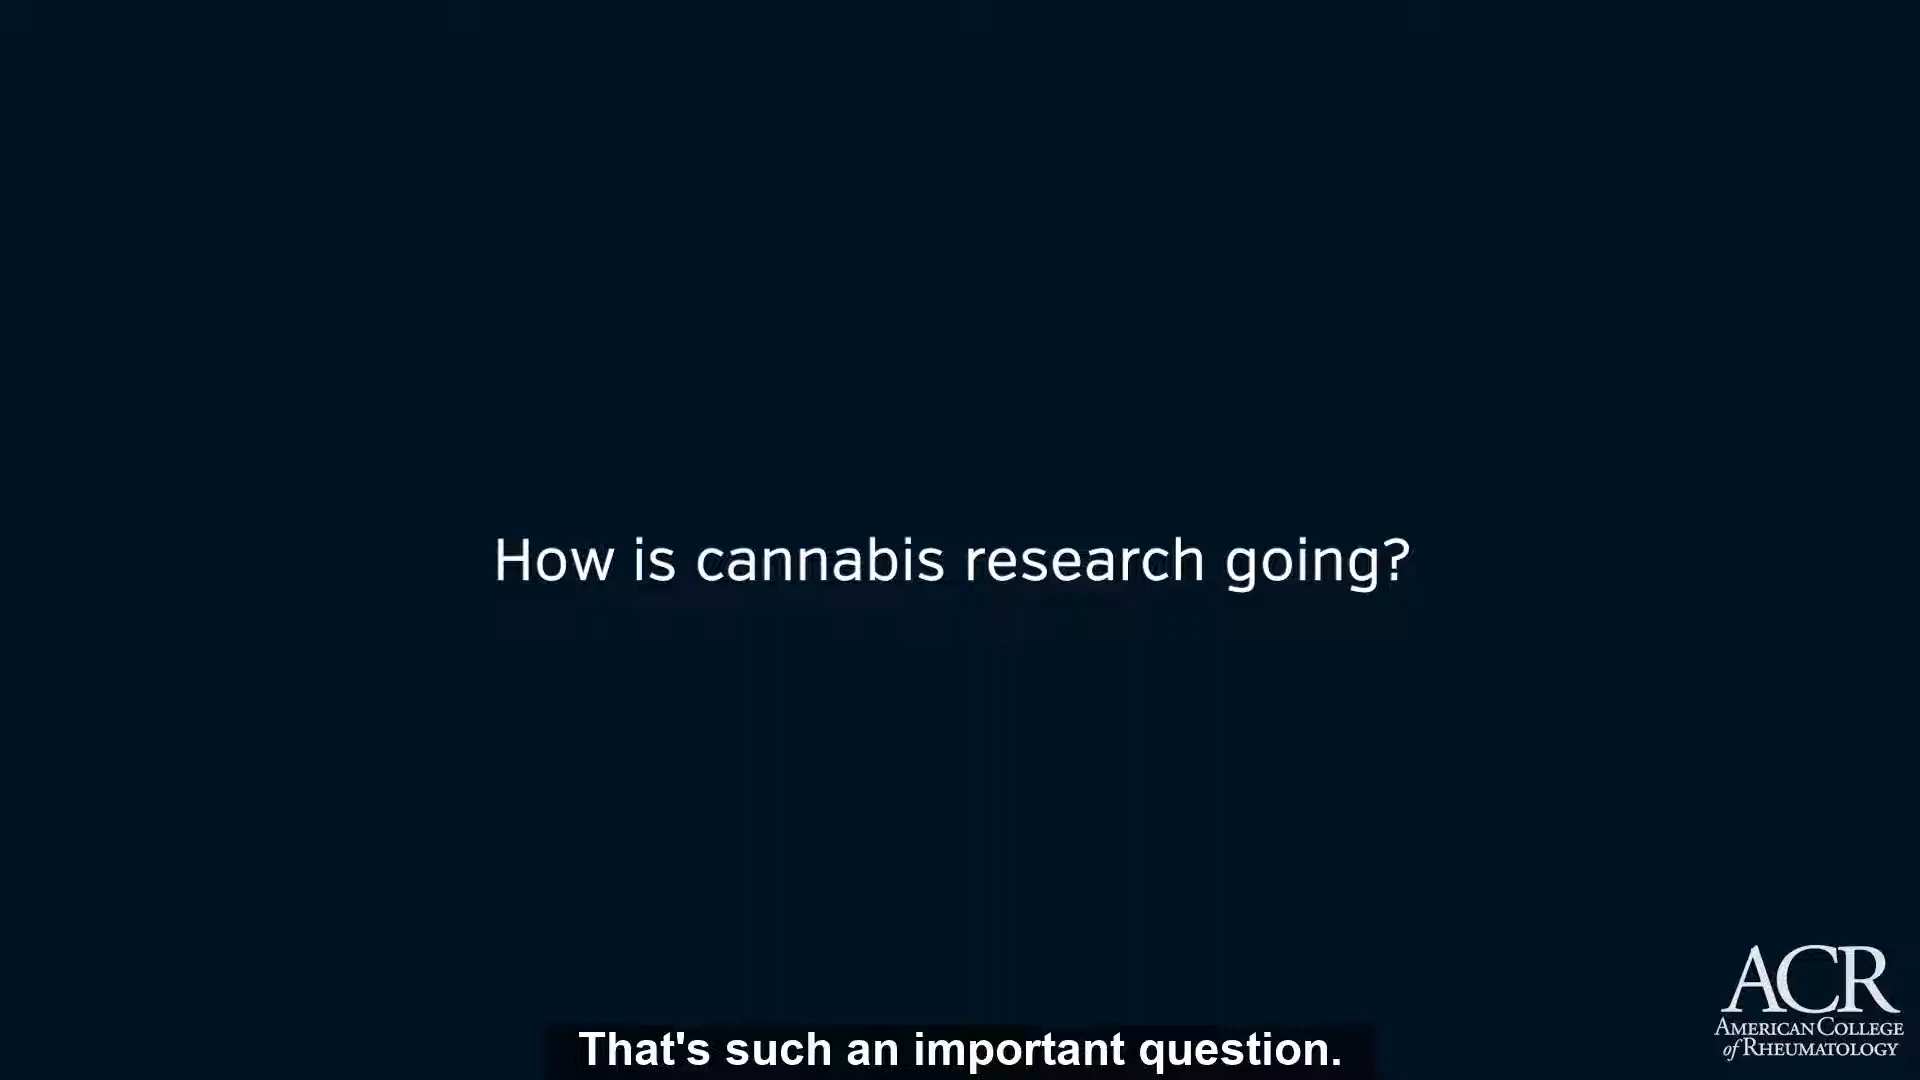 How is cannabis research going?
That's such an important question.
ACR
AMERICAN COLLEGE
of RHEUMATOLOGY